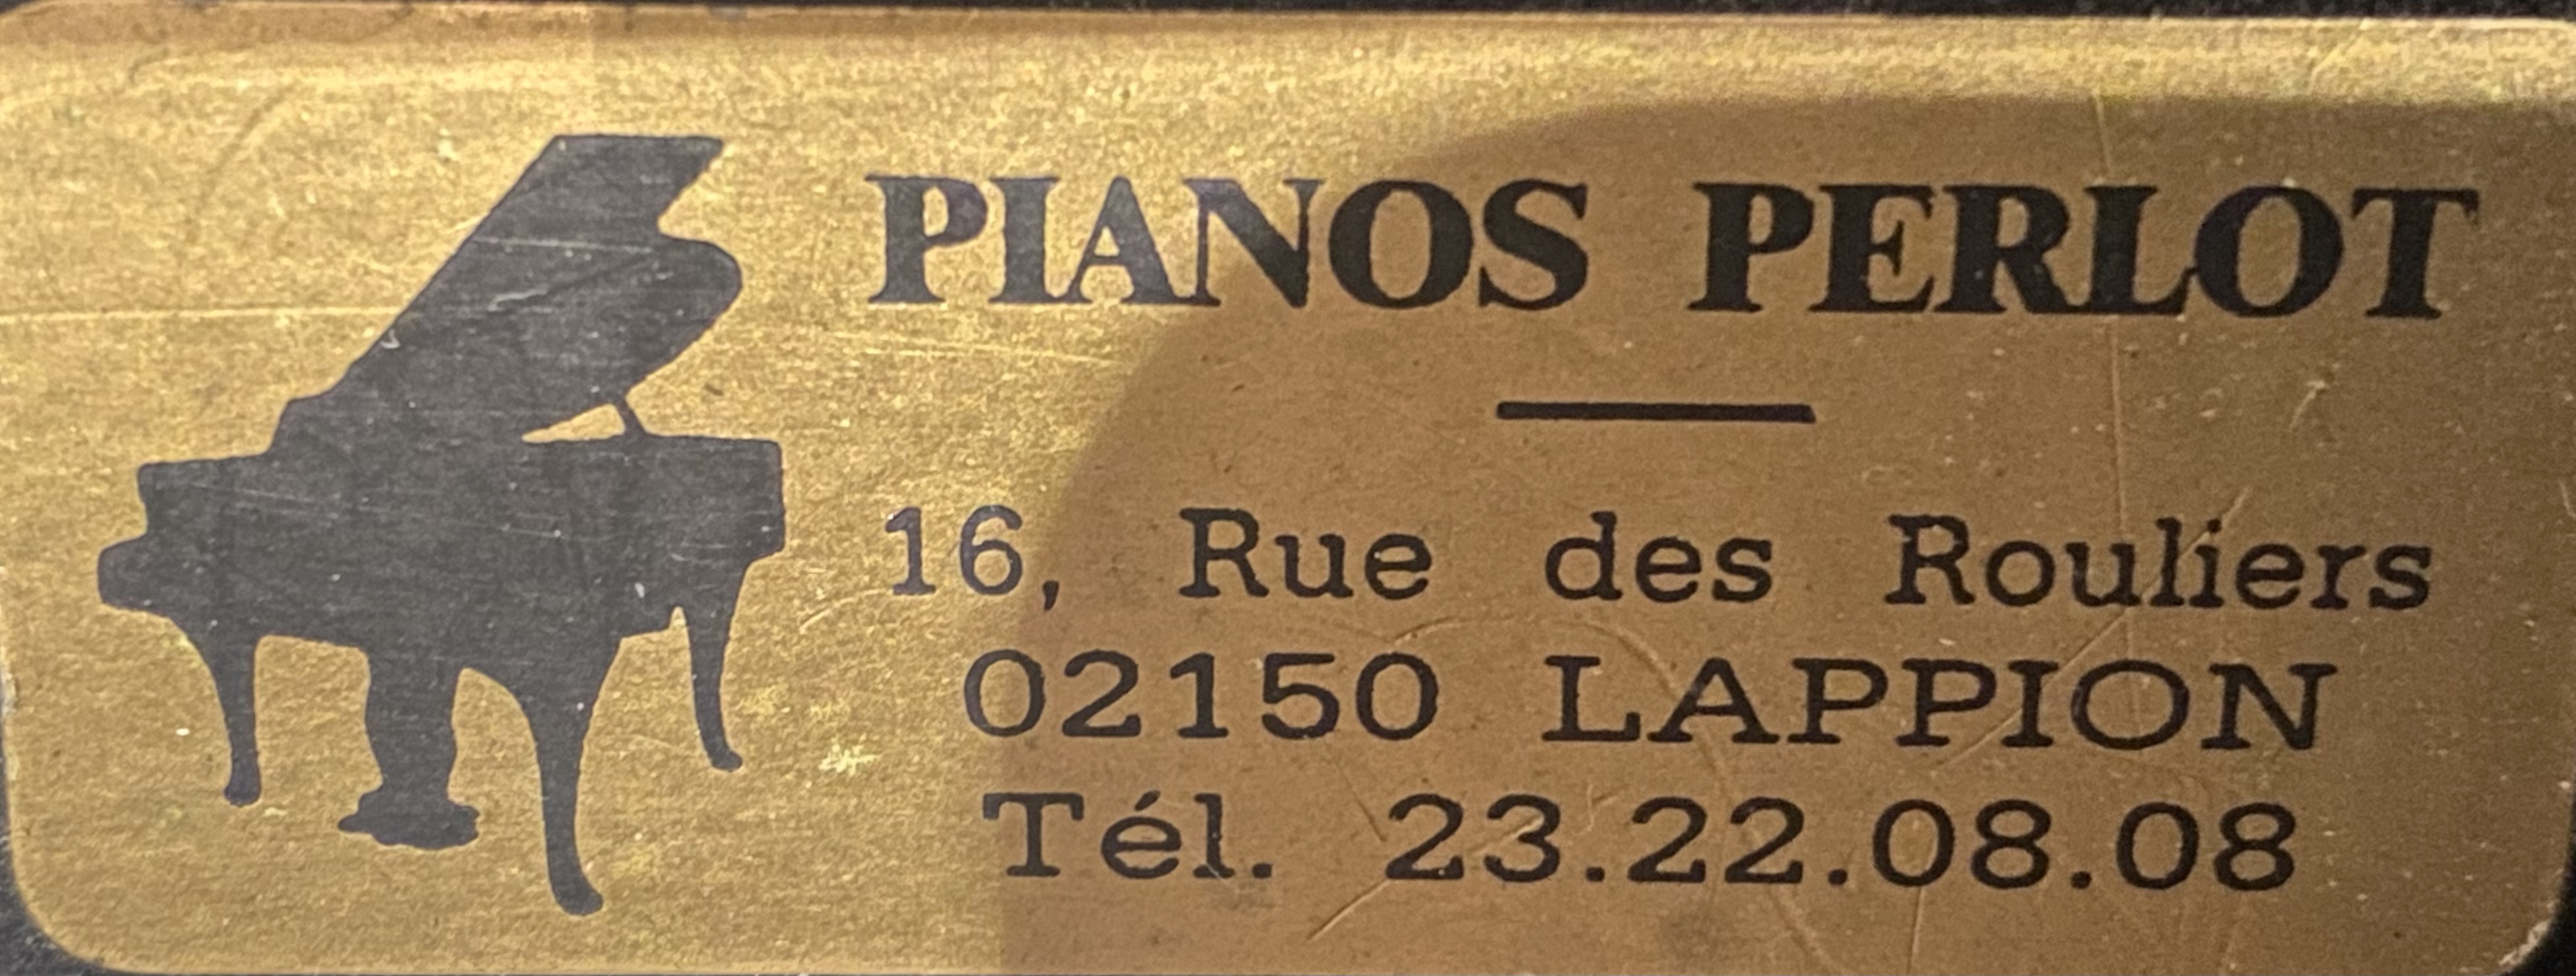 PIANOS PERLOT
16, Rue des Rouliers
02150 LAPPION
Tél. 23.22.08.08